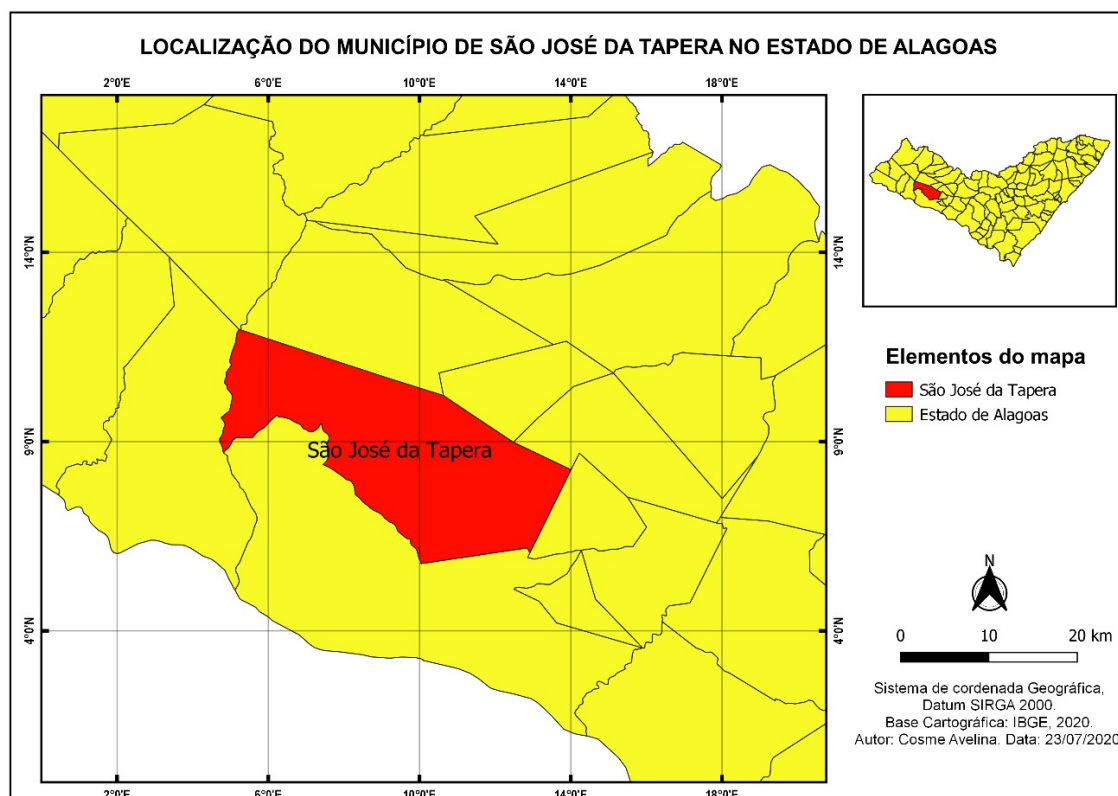 LOCALIZAÇÃO DO MUNICÍPIO DE SÃO JOSÉ DA TAPERA NO ESTADO DE ALAGOAS
2°0'E 6°0'E 10°0'E 14°0'E 18°0'E
14°0'N 14°0'N
9°0'N 9°0'N
São José da Tapera
4°0'N 4°0'N
2°0'E 6°0'E 10°0'E 14°0'E 18°0'E
Elementos do mapa
São José da Tapera
Estado de Alagoas
N
0 10 20 km
Sistema de cordenada Geográfica,
Datum SIRGA 2000.
Base Cartográfica: IBGE, 2020.
Autor: Cosme Avelina. Data: 23/07/2020